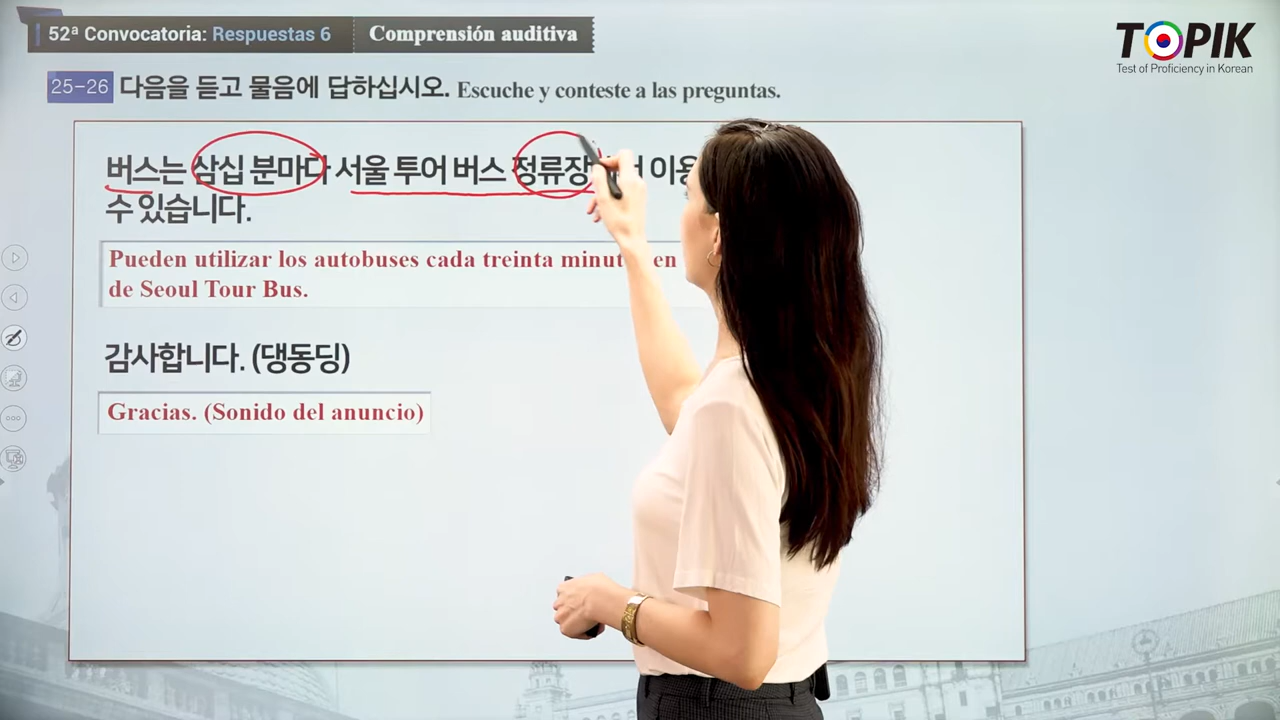 52ª Convocatoria: Respuestas 6
Comprensión auditiva
TOPIK
Test of Proficiency in Korean
25-26 다음을 듣고 물음에 답하십시오. Escuche y conteste a las preguntas.
버스는 삼십 분마다 서울 투어 버스 정류장
수 있습니다.
Pueden utilizar los autobuses cada treinta en
de Seoul Tour Bus.
감사합니다. (댕동딩)
Gracias. (Sonido del anuncio)